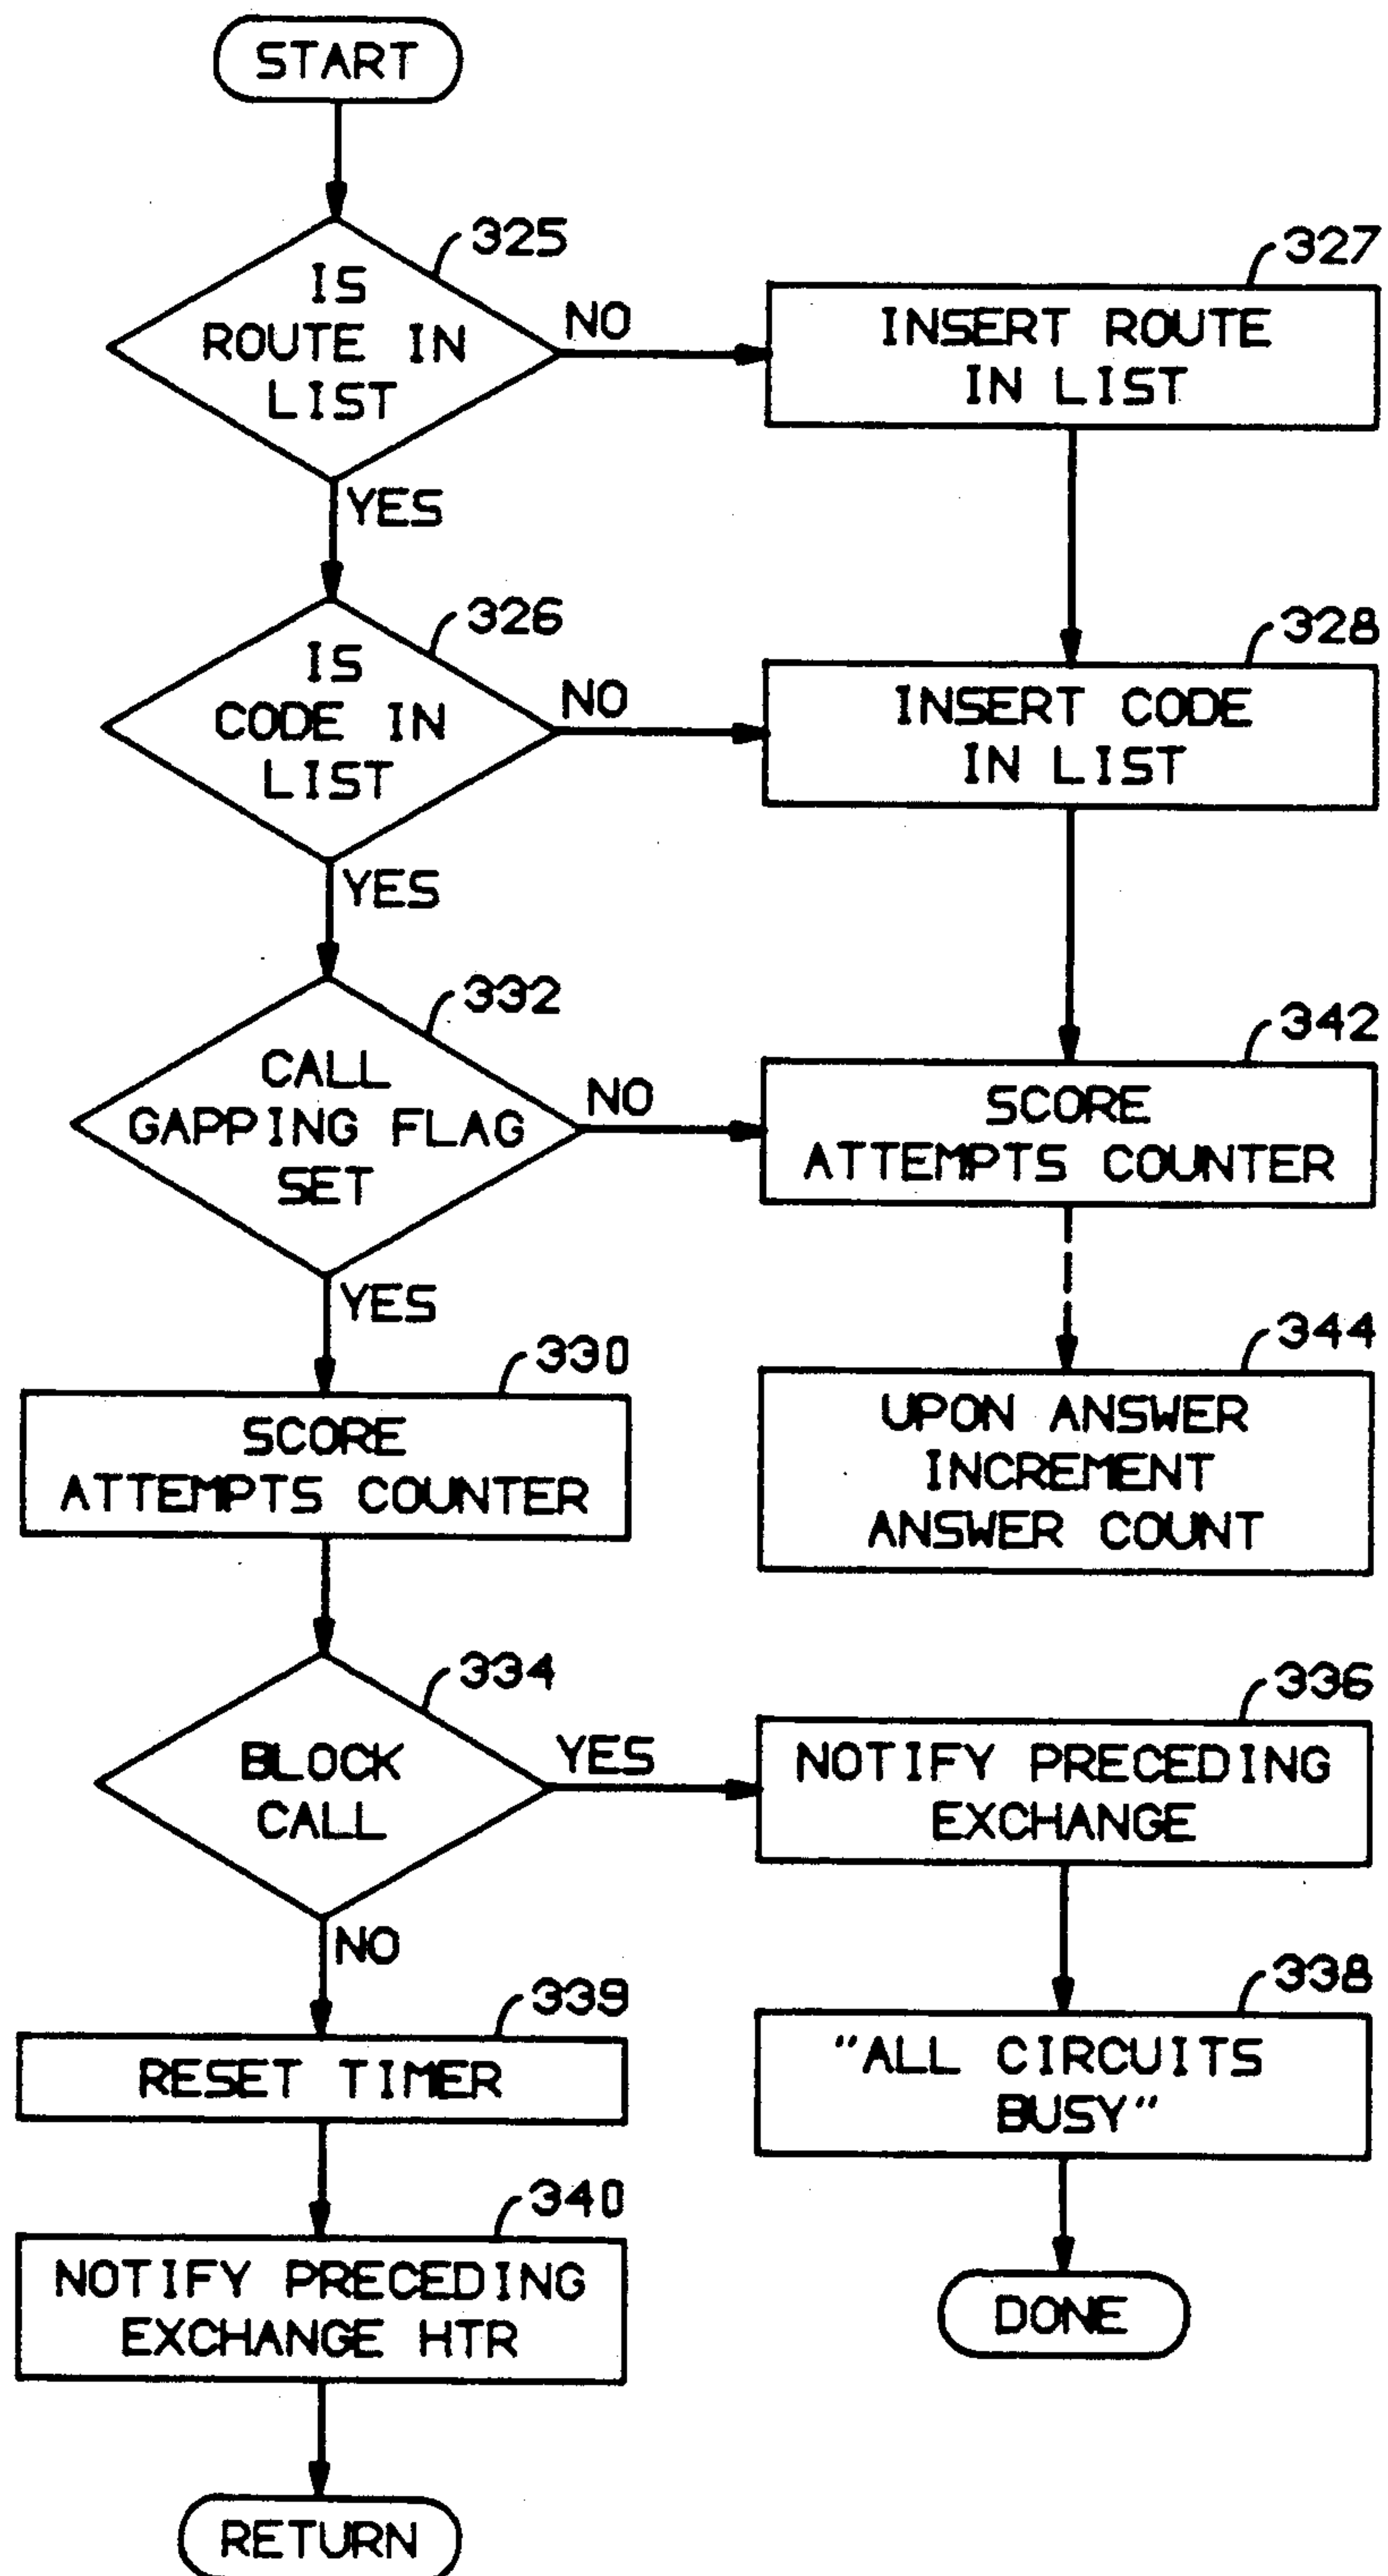 START
325
IS
ROUTE IN
LIST
NO
YES
327
INSERT ROUTE
IN LIST
326
IS
CODE IN
LIST
NO
YES
328
INSERT CODE
IN LIST
332
CALL
GAPPING FLAG
SET
NO
YES
342
SCORE
ATTEMPTS COUNTER
344
UPON ANSWER
INCREMENT
ANSWER COUNT
330
SCORE
ATTEMPTS COUNTER
334
BLOCK
CALL
YES
NO
336
NOTIFY PRECEDING
EXCHANGE
338
"ALL CIRCUITS
BUSY"
DONE
339
RESET TIMER
340
NOTIFY PRECEDING
EXCHANGE HTR
RETURN